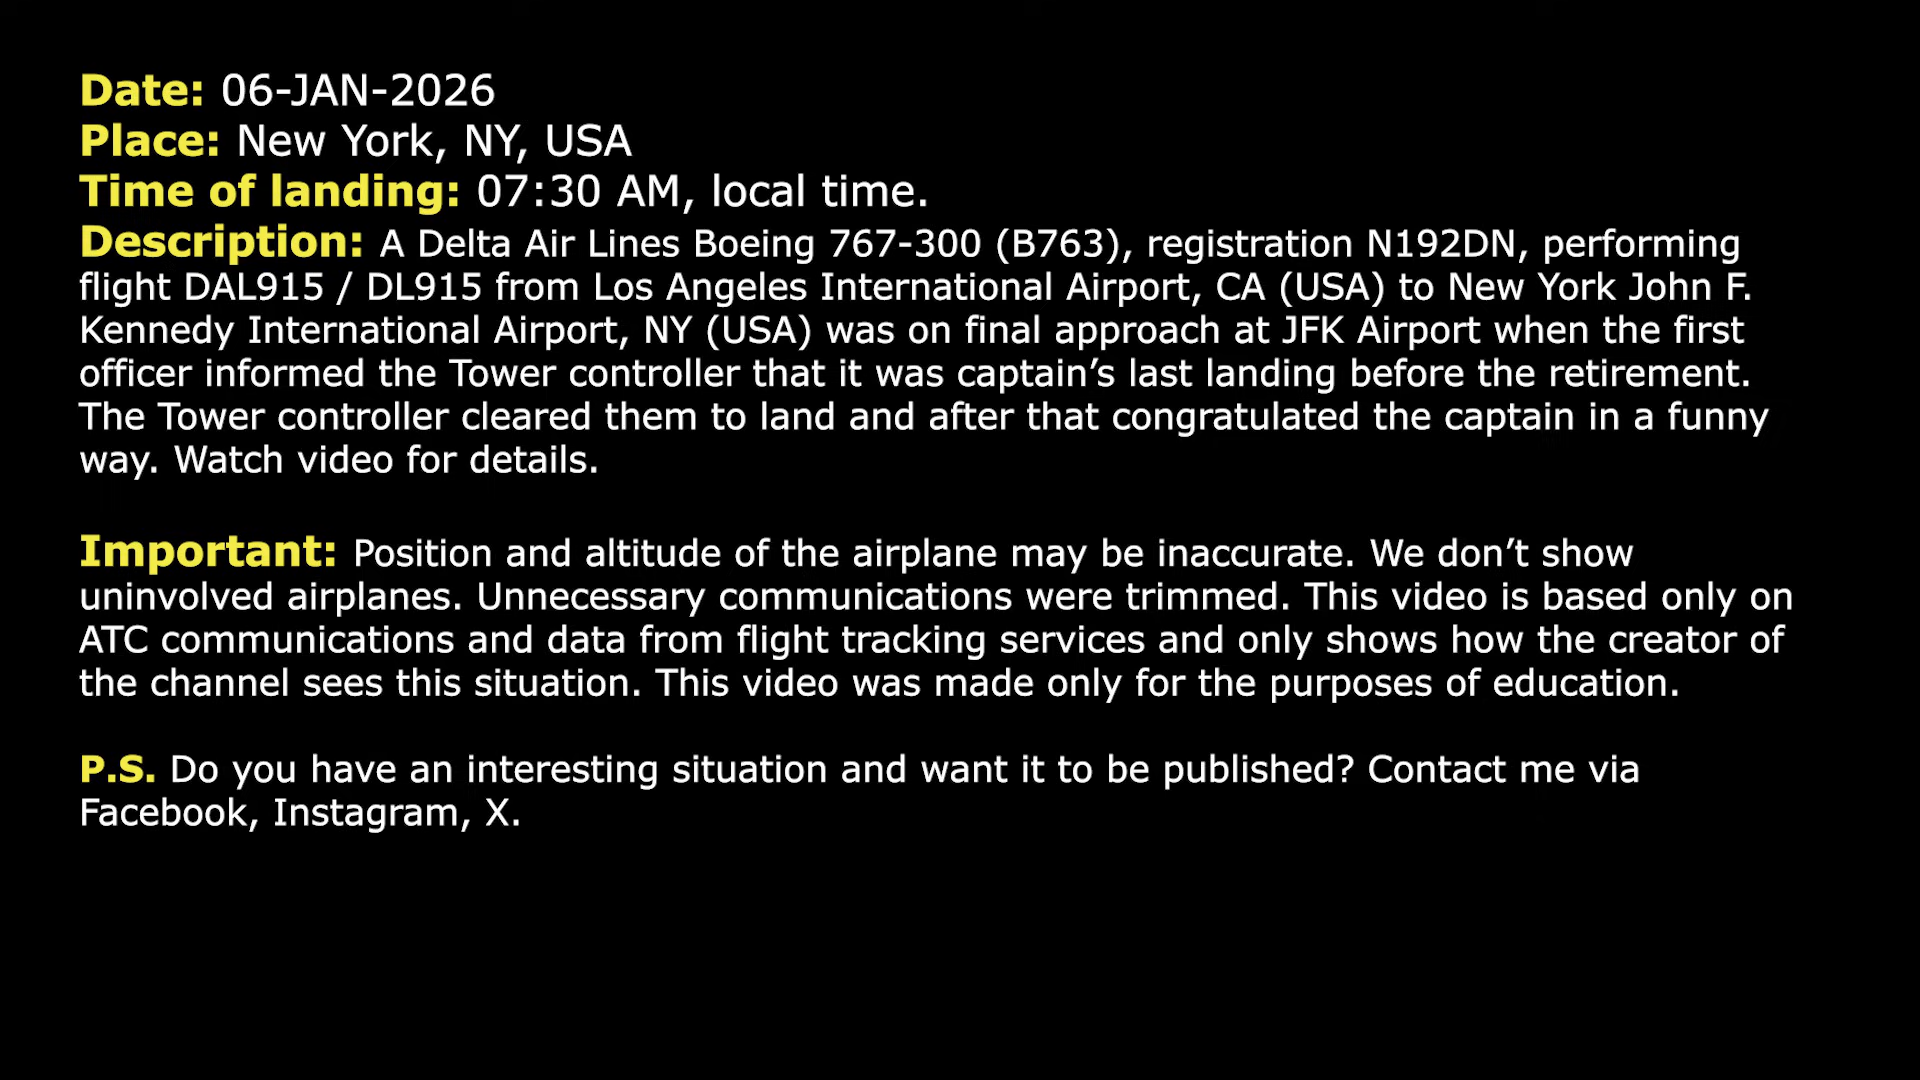 Date: 06-JAN-2026
Place: New York, NY, USA
Time of landing: 07:30 AM, local time.
Description: A Delta Air Lines Boeing 767-300 (B763), registration N192DN, performing
flight DAL915 / DL915 from Los Angeles International Airport, CA (USA) to New York John F.
Kennedy International Airport, NY (USA) was on final approach at JFK Airport when the first
officer informed the Tower controller that it was captain’s last landing before the retirement.
The Tower controller cleared them to land and after that congratulated the captain in a funny
way. Watch video for details.
Important: Position and altitude of the airplane may be inaccurate. We don’t show
uninvolved airplanes. Unnecessary communications were trimmed. This video is based only on
ATC communications and data from flight tracking services and only shows how the creator of
the channel sees this situation. This video was made only for the purposes of education.
P.S. Do you have an interesting situation and want it to be published? Contact me via
Facebook, Instagram, X.